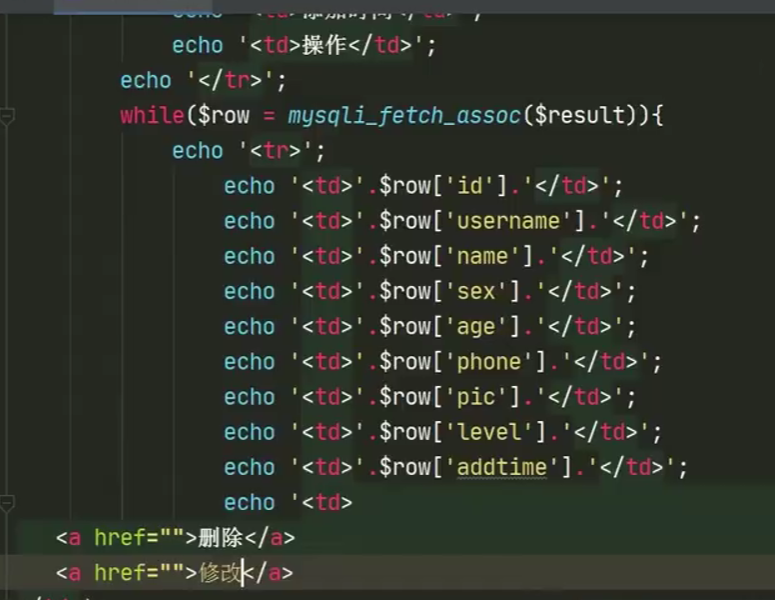 echo '<td>添加时间</td>';
echo '<td>操作</td>';
echo '</tr>';
while($row = mysqli_fetch_assoc($result)){
echo '<tr>';
echo '<td>'.$row['id'].'</td>';
echo '<td>'.$row['username'].'</td>';
echo '<td>'.$row['name'].'</td>';
echo '<td>'.$row['sex'].'</td>';
echo '<td>'.$row['age'].'</td>';
echo '<td>'.$row['phone'].'</td>';
echo '<td>'.$row['pic'].'</td>';
echo '<td>'.$row['level'].'</td>';
echo '<td>'.$row['addtime'].'</td>';
echo '<td>
<a href="">删除</a>
<a href="">修改</a>